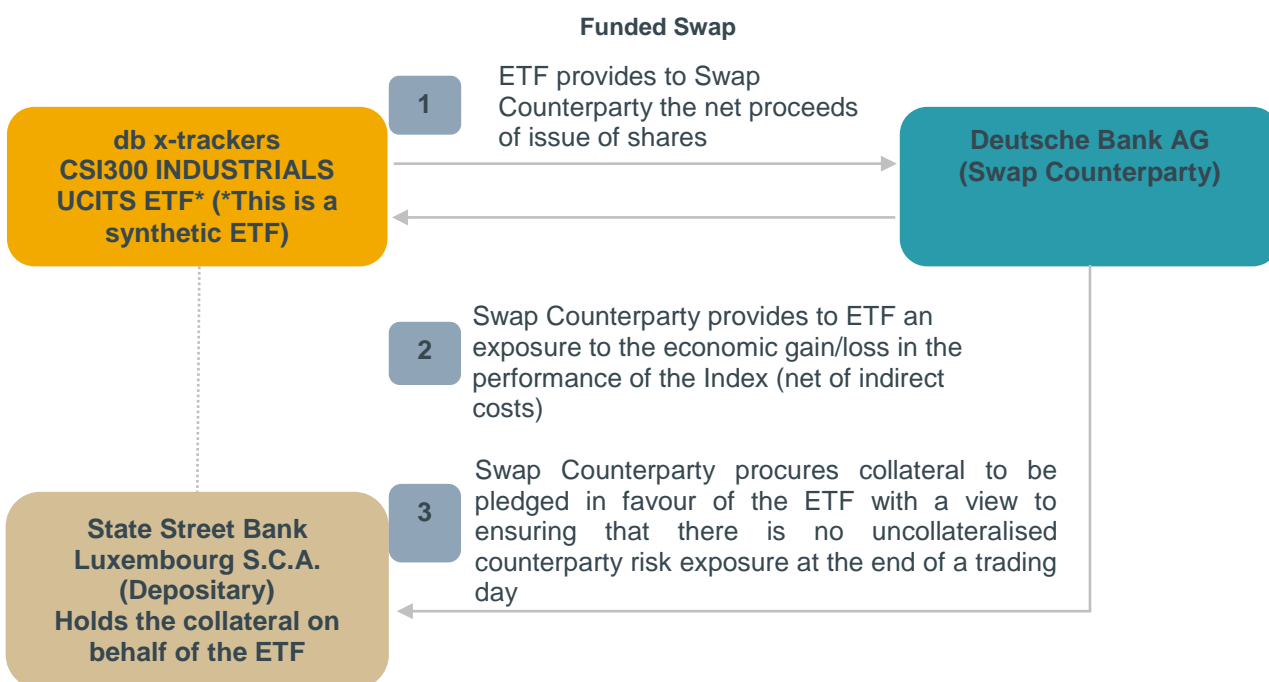 Funded Swap
1
ETF provides to Swap
Counterparty the net proceeds
of issue of shares
db x-trackers
CSI300 INDUSTRIALS
UCITS ETF* (*This is a
synthetic ETF)
Deutsche Bank AG
(Swap Counterparty)
2
Swap Counterparty provides to ETF an
exposure to the economic gain/loss in the
performance of the Index (net of indirect
costs)
3
Swap Counterparty procures collateral to be
pledged in favour of the ETF with a view to
ensuring that there is no uncollateralised
counterparty risk exposure at the end of a trading
day
State Street Bank
Luxembourg S.C.A.
(Depositary)
Holds the collateral on
behalf of the ETF